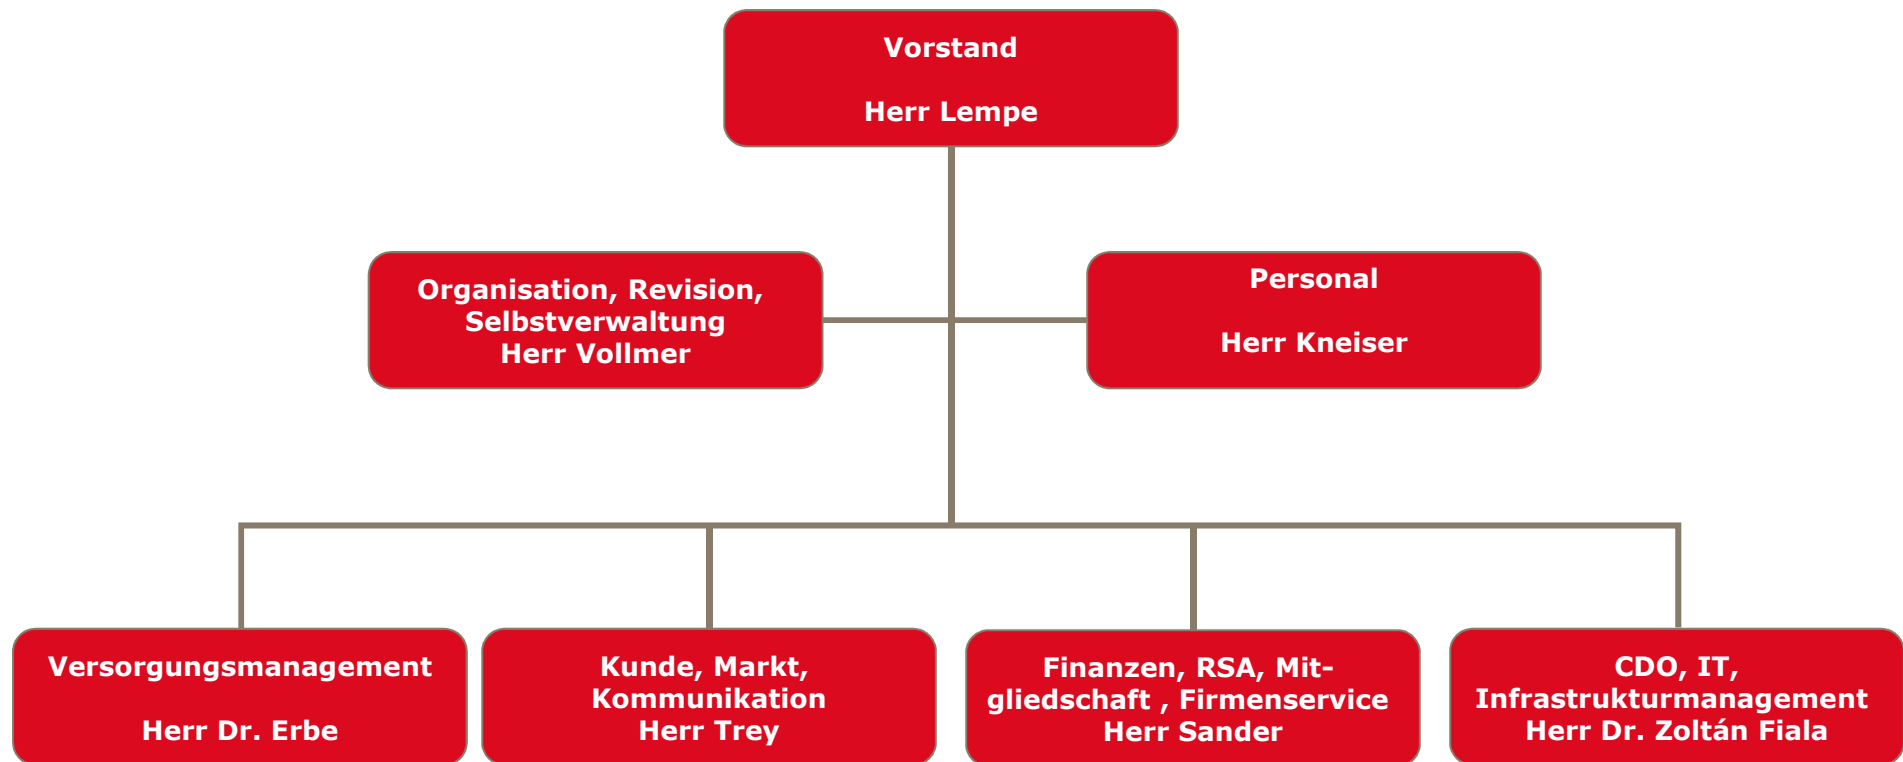 Vorstand
Herr Lempe
Organisation, Revision,
Selbstverwaltung
Herr Vollmer
Personal
Herr Kneiser
Versorgungsmanagement
Herr Dr. Erbe
Kunde, Markt,
Kommunikation
Herr Trey
Finanzen, RSA, Mit-
gliedschaft , Firmenservice
Herr Sander
CDO, IT,
Infrastrukturmanagement
Herr Dr. Zoltán Fiala